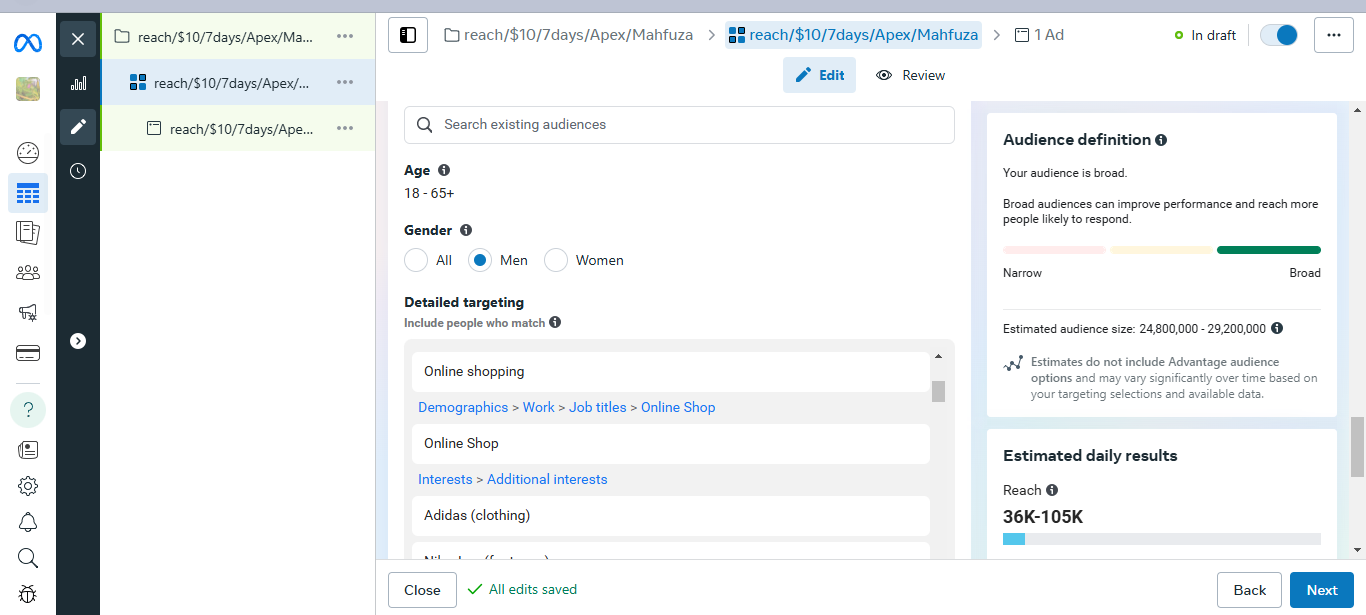 reach/$10/7days/Apex/Ma...
reach/$10/7days/Apex/...
reach/$10/7days/Ape...
reach/$10/7days/Apex/Mahfuza > reach/$10/7days/Apex/Mahfuza > 1 Ad
In draft
Edit
Review
Search existing audiences
Age
18 - 65+
Gender
All Men Women
Detailed targeting
Include people who match
Online shopping
Demographics > Work > Job titles > Online Shop
Online Shop
Interests > Additional interests
Adidas (clothing)
Audience definition
Your audience is broad.
Broad audiences can improve performance and reach more
people likely to respond.
Narrow Broad
Estimated audience size: 24,800,000 - 29,200,000
Estimates do not include Advantage audience
options and may vary significantly over time based on
your targeting selections and available data.
Estimated daily results
Reach
36K-105K
Close
All edits saved
Back
Next